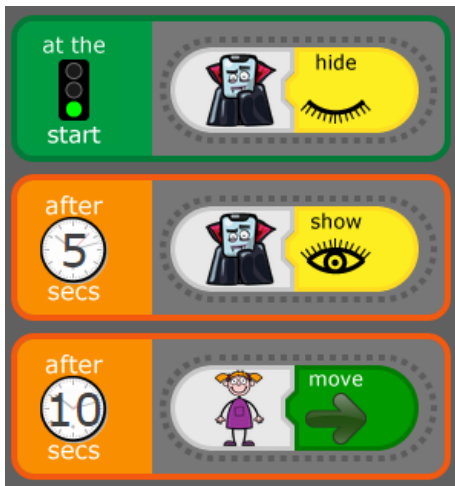 at the
start
hide
after
5
secs
show
after
10
secs
move